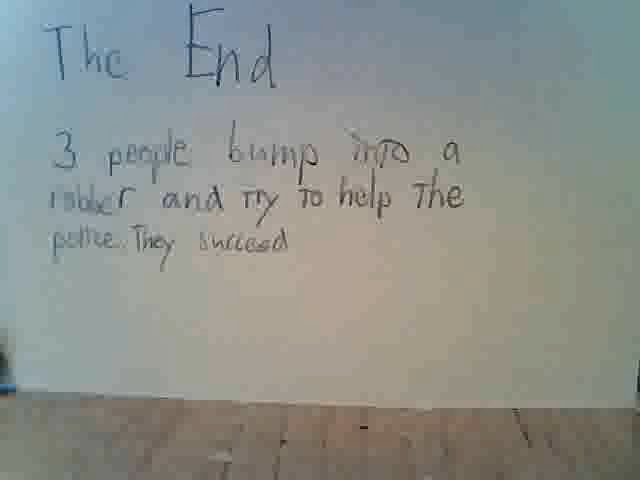 The End
3 people bump into a
robber and try to help the
police. They succeed